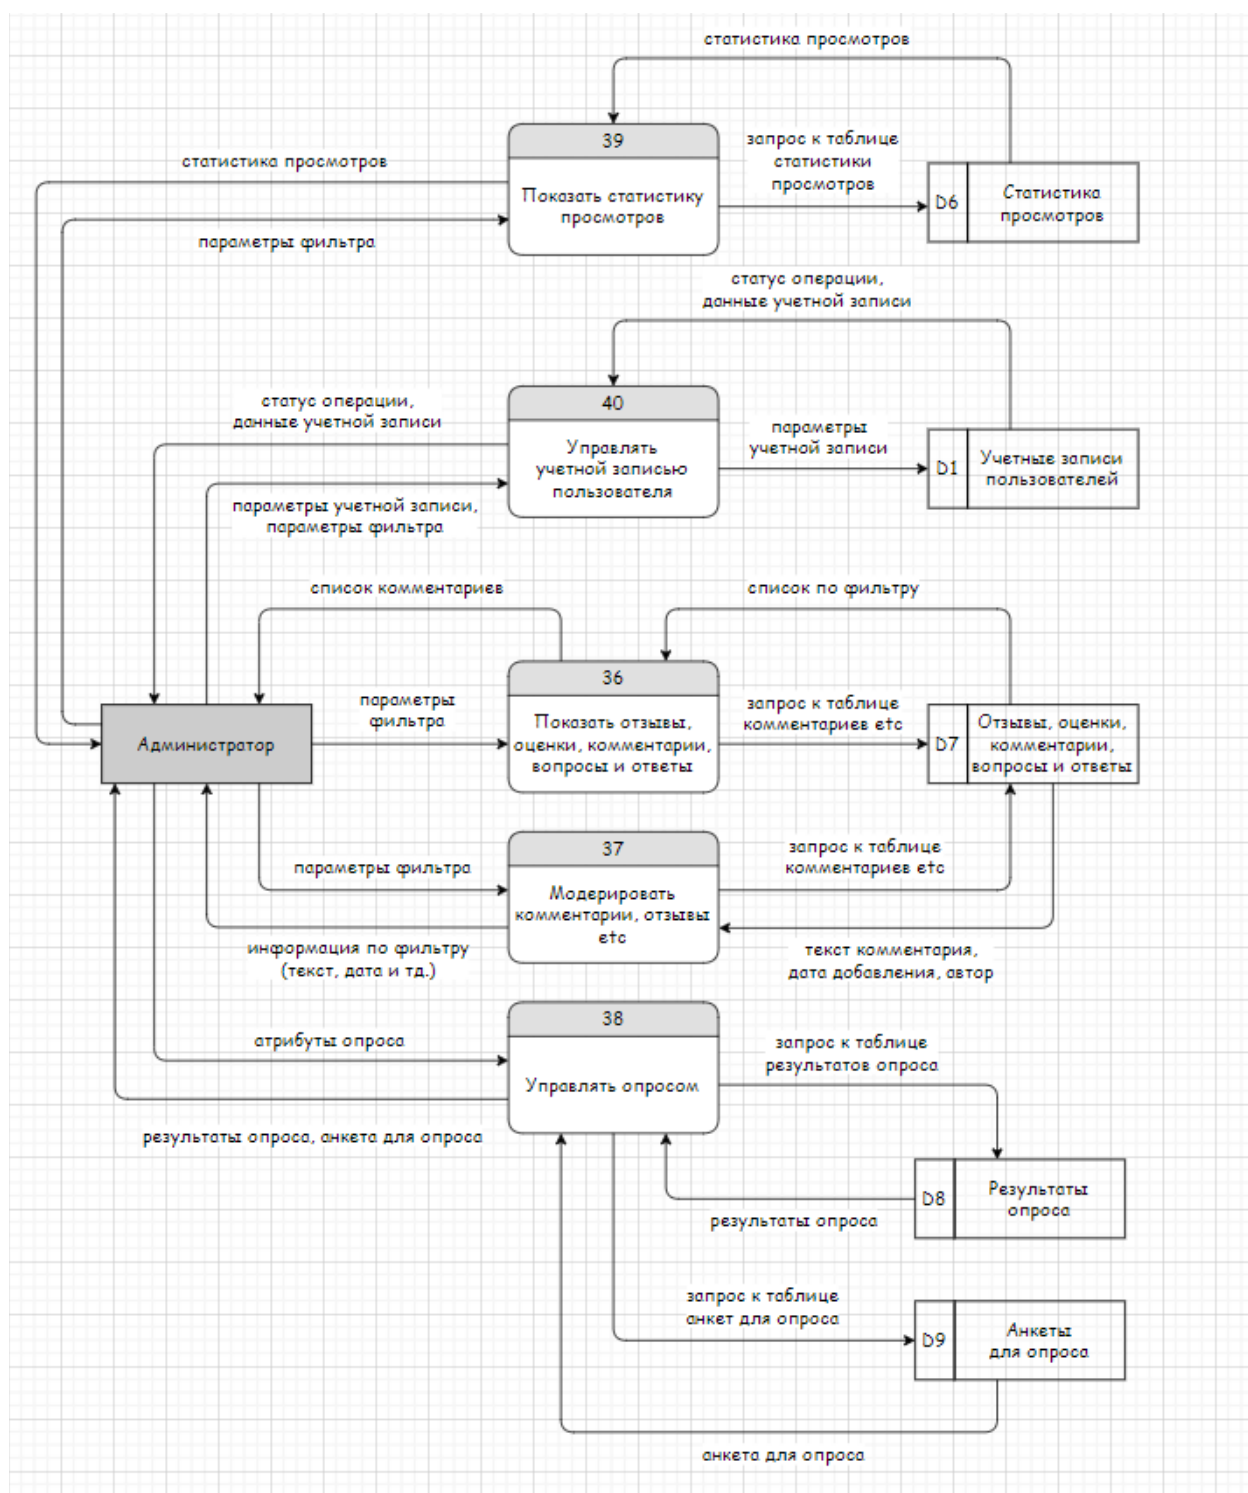 статистика просмотров
39
Показать статистику
просмотров
запрос к таблице
статистики
просмотров
D6
Статистика
просмотров
статистика просмотров
параметры фильтра
статус операции,
данные учетной записи
40
Управлять
учетной записью
пользователя
параметры
учетной записи
D1
Учетные записи
пользователей
статус операции,
данные учетной записи
параметры учетной записи,
параметры фильтра
список комментариев
список по фильтру
36
Показать отзывы,
оценки, комментарии,
вопросы и ответы
параметры
фильтра
запрос к таблице
комментариев etc
Администратор
D7
Отзывы, оценки,
комментарии,
вопросы и ответы
37
Модерировать
комментарии, отзывы
etc
параметры фильтра
запрос к таблице
комментариев etc
информация по фильтру
(текст, дата и тд.)
текст комментария,
дата добавления, автор
38
Управлять опросом
атрибуты опроса
запрос к таблице
результатов опроса
результаты опроса, анкета для опроса
D8
Результаты
опроса
результаты опроса
запрос к таблице
анкет для опроса
D9
Анкеты
для опроса
анкета для опроса